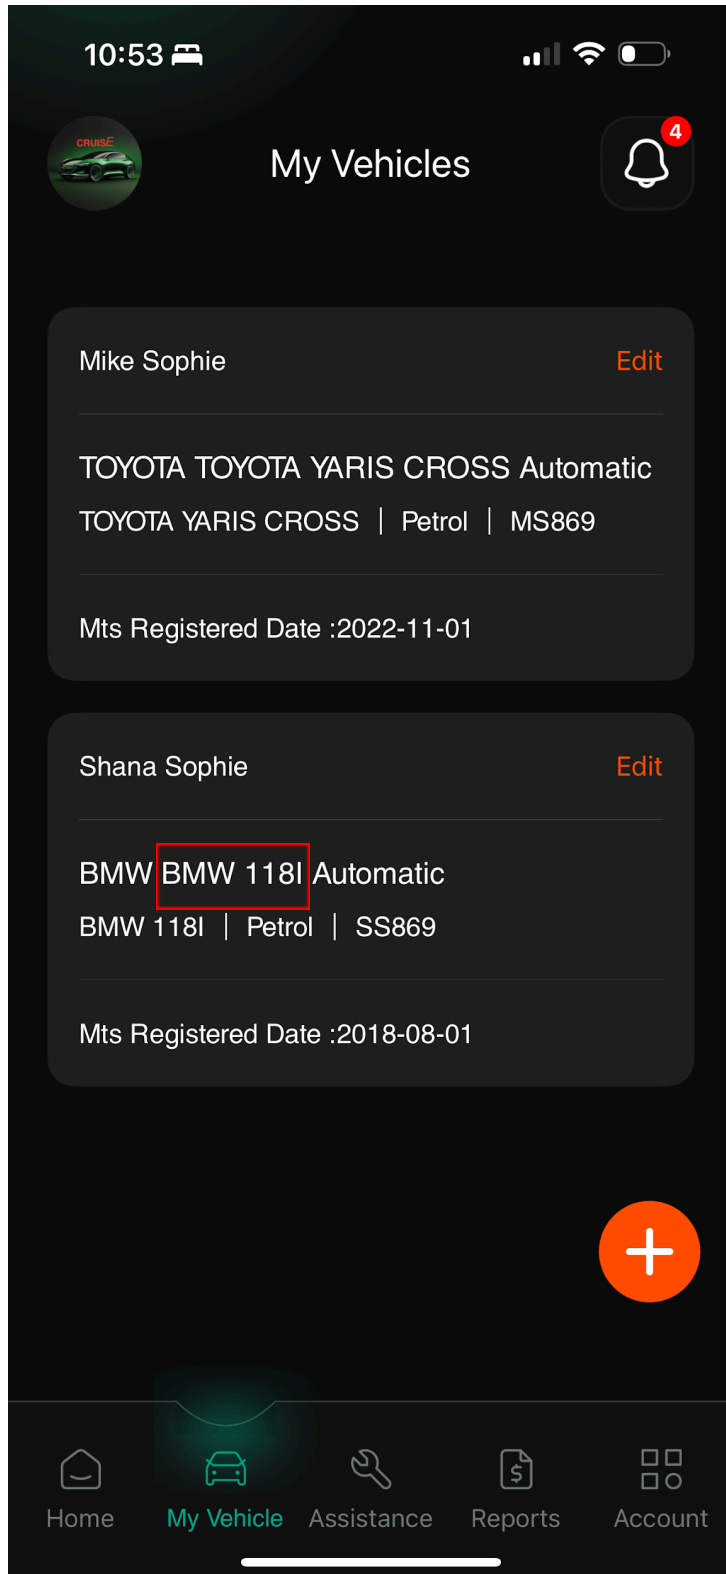 10:53
CRUISE
My Vehicles
4
Mike Sophie Edit
TOYOTA TOYOTA YARIS CROSS Automatic
TOYOTA YARIS CROSS | Petrol | MS869
Mts Registered Date :2022-11-01
Shana Sophie Edit
BMW BMW 118I Automatic
BMW 118I | Petrol | SS869
Mts Registered Date :2018-08-01
Home My Vehicle Assistance Reports Account